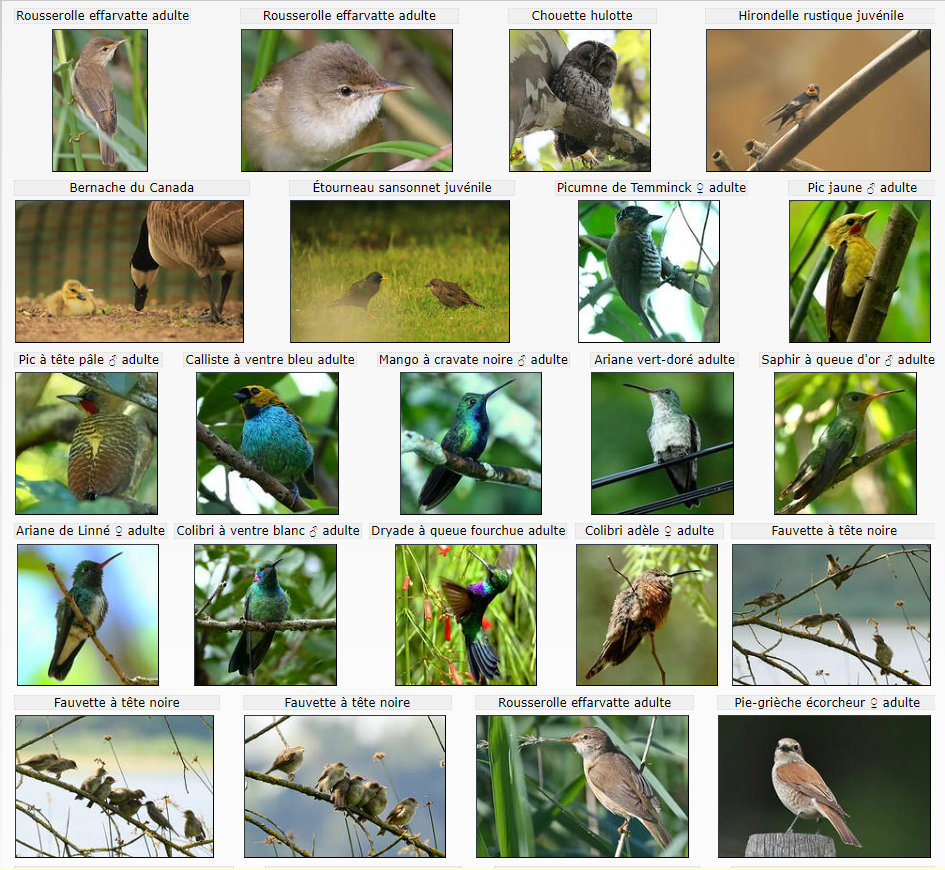 Rousserolle effarvatte adulte
Rousserolle effarvatte adulte
Chouette hulotte
Hirondelle rustique juvénile
Bernache du Canada
Étourneau sansonnet juvénile
Picumne de Temminck ♀ adulte
Pic jaune ♂ adulte
Pic à tête pâle ♂ adulte
Calliste à ventre bleu adulte
Mango à cravate noire ♂ adulte
Ariane vert-doré adulte
Saphir à queue d'or ♂ adulte
Ariane de Linné ♀ adulte
Colibri à ventre blanc ♂ adulte
Dryade à queue fourchue adulte
Colibri adèle ♀ adulte
Fauvette à tête noire
Fauvette à tête noire
Fauvette à tête noire
Rousserolle effarvatte adulte
Pie-grièche écorcheur ♀ adulte